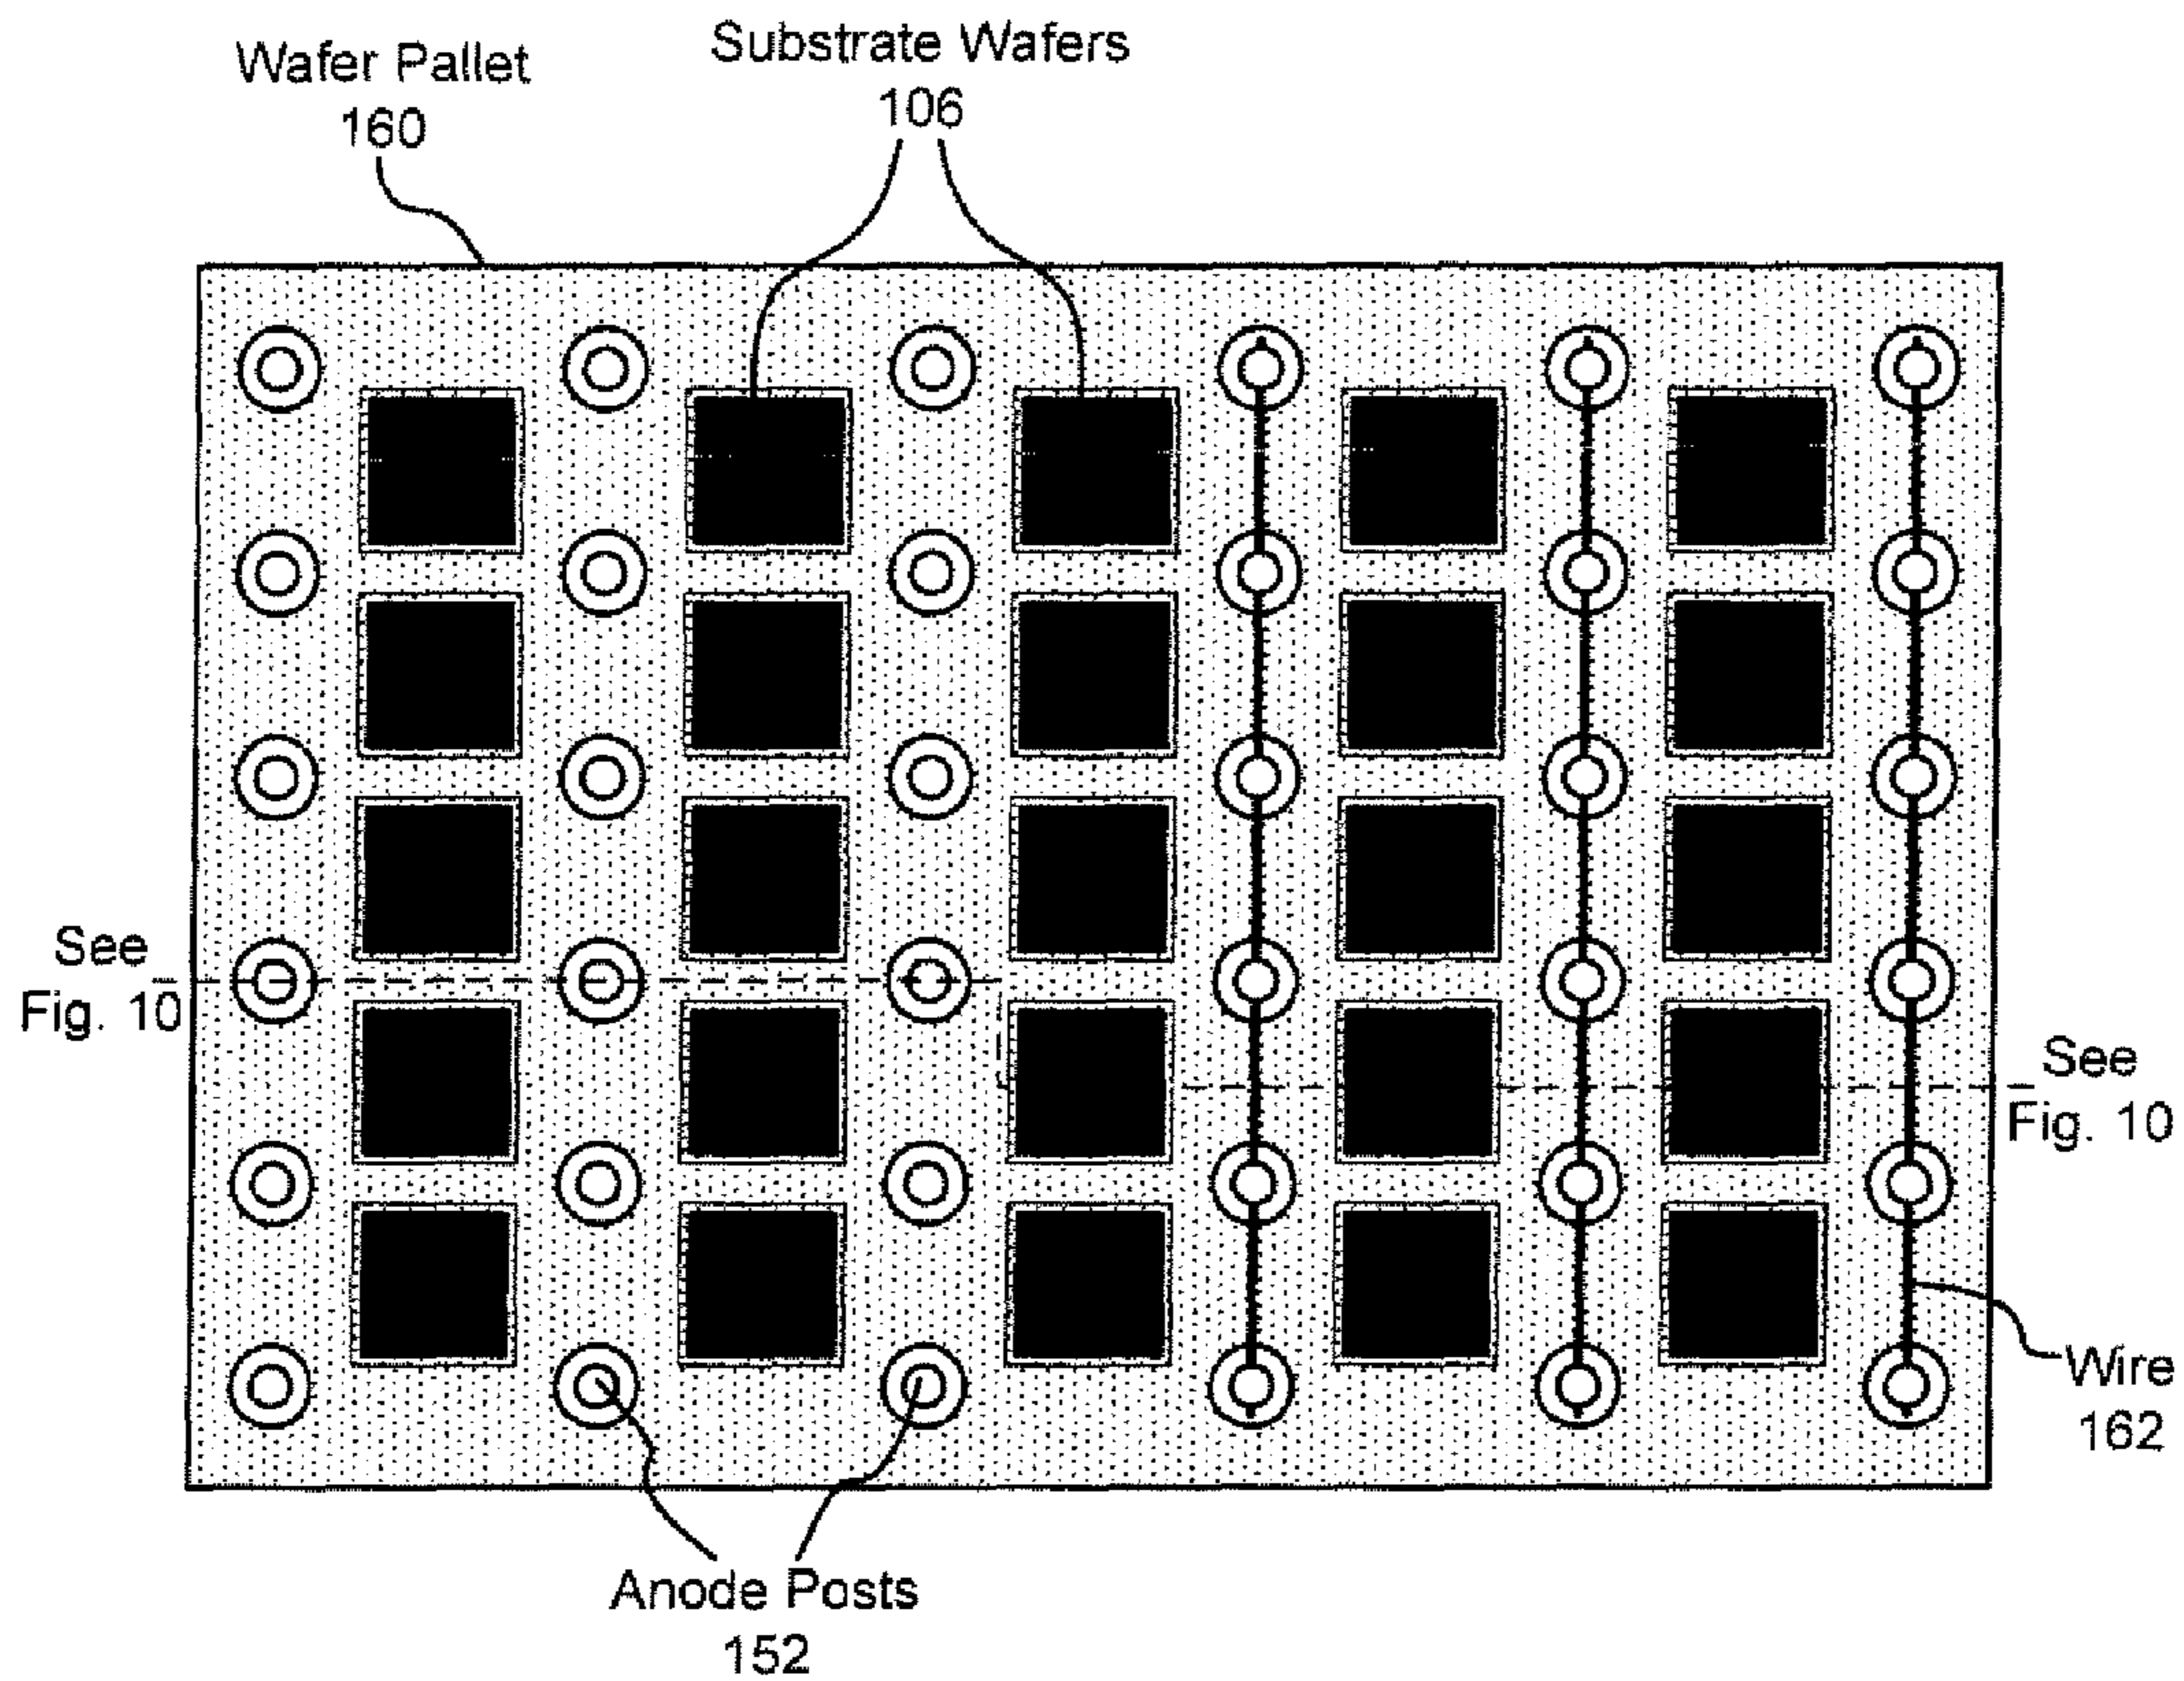 Wafer Pallet
160
Substrate Wafers
106
See
Fig. 10
See
Fig. 10
Wire
162
Anode Posts
152